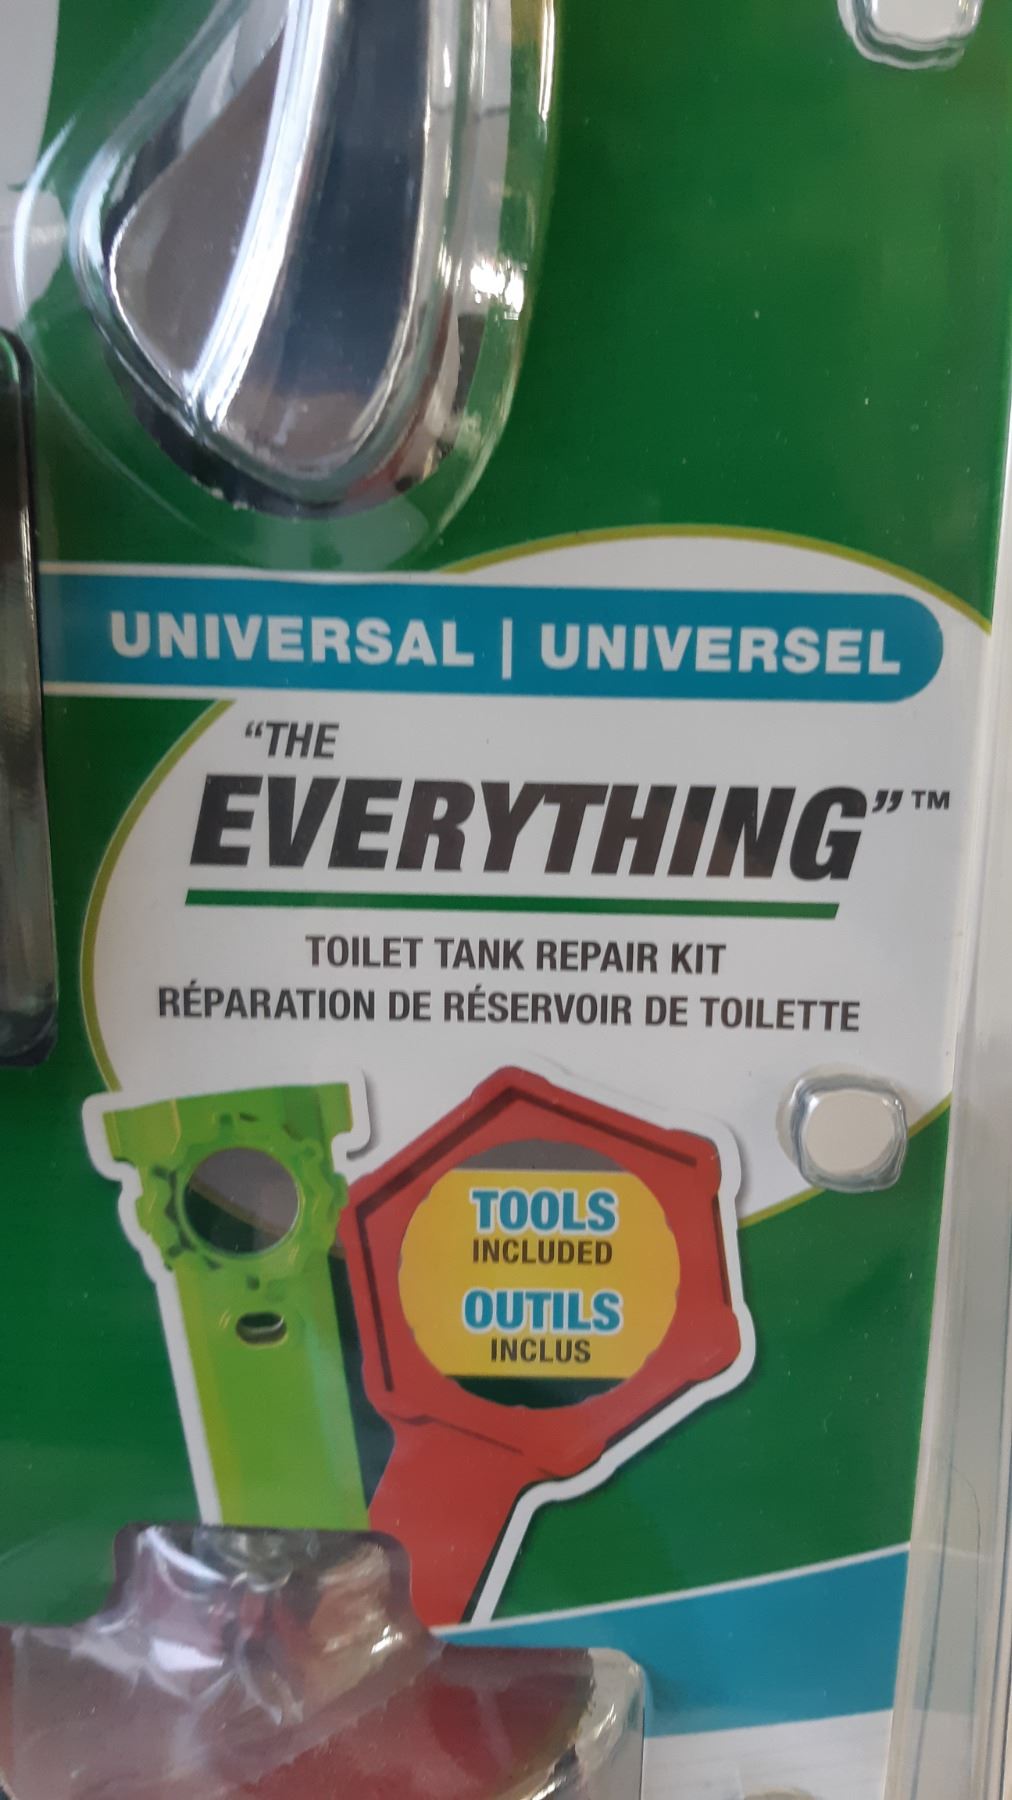 UNIVERSAL | UNIVERSEL
“THE
EVERYTHING”™
TOILET TANK REPAIR KIT
RÉPARATION DE RÉSERVOIR DE TOILETTE
TOOLS
INCLUDED
OUTILS
INCLUS